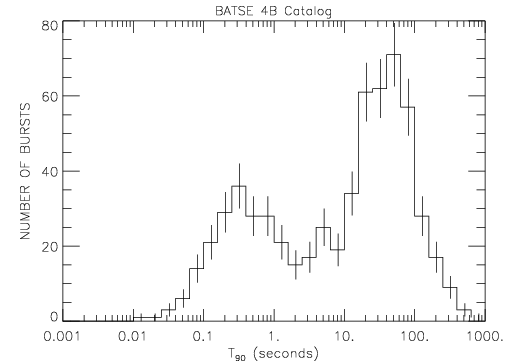 BATSE 4B Catalog
80
60
40
20
0
NUMBER OF BURSTS
0.001 0.01 0.1 1. 10. 100. 1000.
T90 (seconds)